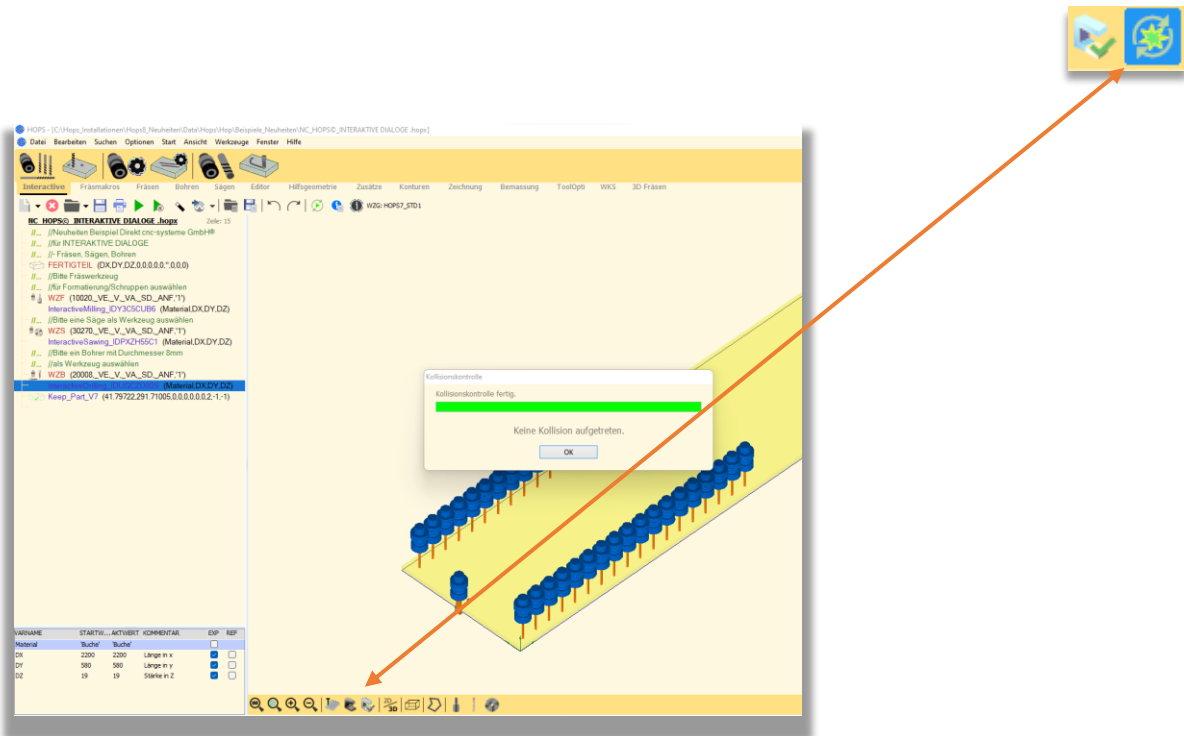 HOPS - [C:\Hops_Installationen\Hops8_Neuheiten\Data\Hops\Hop\Beispiele_Neuheiten\NC_HOPS©_INTERAKTIVE DIALOGE .hopx]
Datei Bearbeiten Suchen Optionen Start Ansicht Werkzeuge Fenster Hilfe
Interactive Fräsmakros Fräsen Bohren Sägen Editor Hilfsgeometrie Zusätze Konturen Zeichnung Bemassung ToolOpti WKS 3D Fräsen
WZG: HOPS7_STD1
NC_HOPS©_INTERAKTIVE DIALOGE .hopx Zeile: 15
//... //Neuheiten Beispiel Direkt cnc-systeme GmbH®
//... //für INTERAKTIVE DIALOGE
//... //- Fräsen, Sägen, Bohren
FERTIGTEIL (DX,DY,DZ,0,0,0,0,0,'',0,0,0)
//... //Bitte Fräswerkzeug
//... //für Formatierung/Schruppen auswählen
WZF (10020,_VE,_V,_VA,_SD,_ANF,'1')
InteractiveMilling_IDY3C5CUB6 (Material,DX,DY,DZ)
//... //Bitte eine Säge als Werkzeug auswählen
WZS (30270,_VE,_V,_VA,_SD,_ANF,'1')
InteractiveSawing_IDPXZH55C1 (Material,DX,DY,DZ)
//... //Bitte ein Bohrer mit Durchmesser 8mm
//... //als Werkzeug auswählen
WZB (20008,_VE,_V,_VA,_SD,_ANF,'1')
(Material,DX,DY,DZ)
Keep_Part_V7 (41.79722,291.71005,0,0,0,0,0,0,2,-1,-1)
Kollisionskontrolle
Kollisionskontrolle fertig.
Keine Kollision aufgetreten.
OK
VARNAME STARTW... AKTWERT KOMMENTAR EXP REF
Material 'Buche' 'Buche'
DX 2200 2200 Länge in x
DY 580 580 Länge in y
DZ 19 19 Stärke in Z
3D